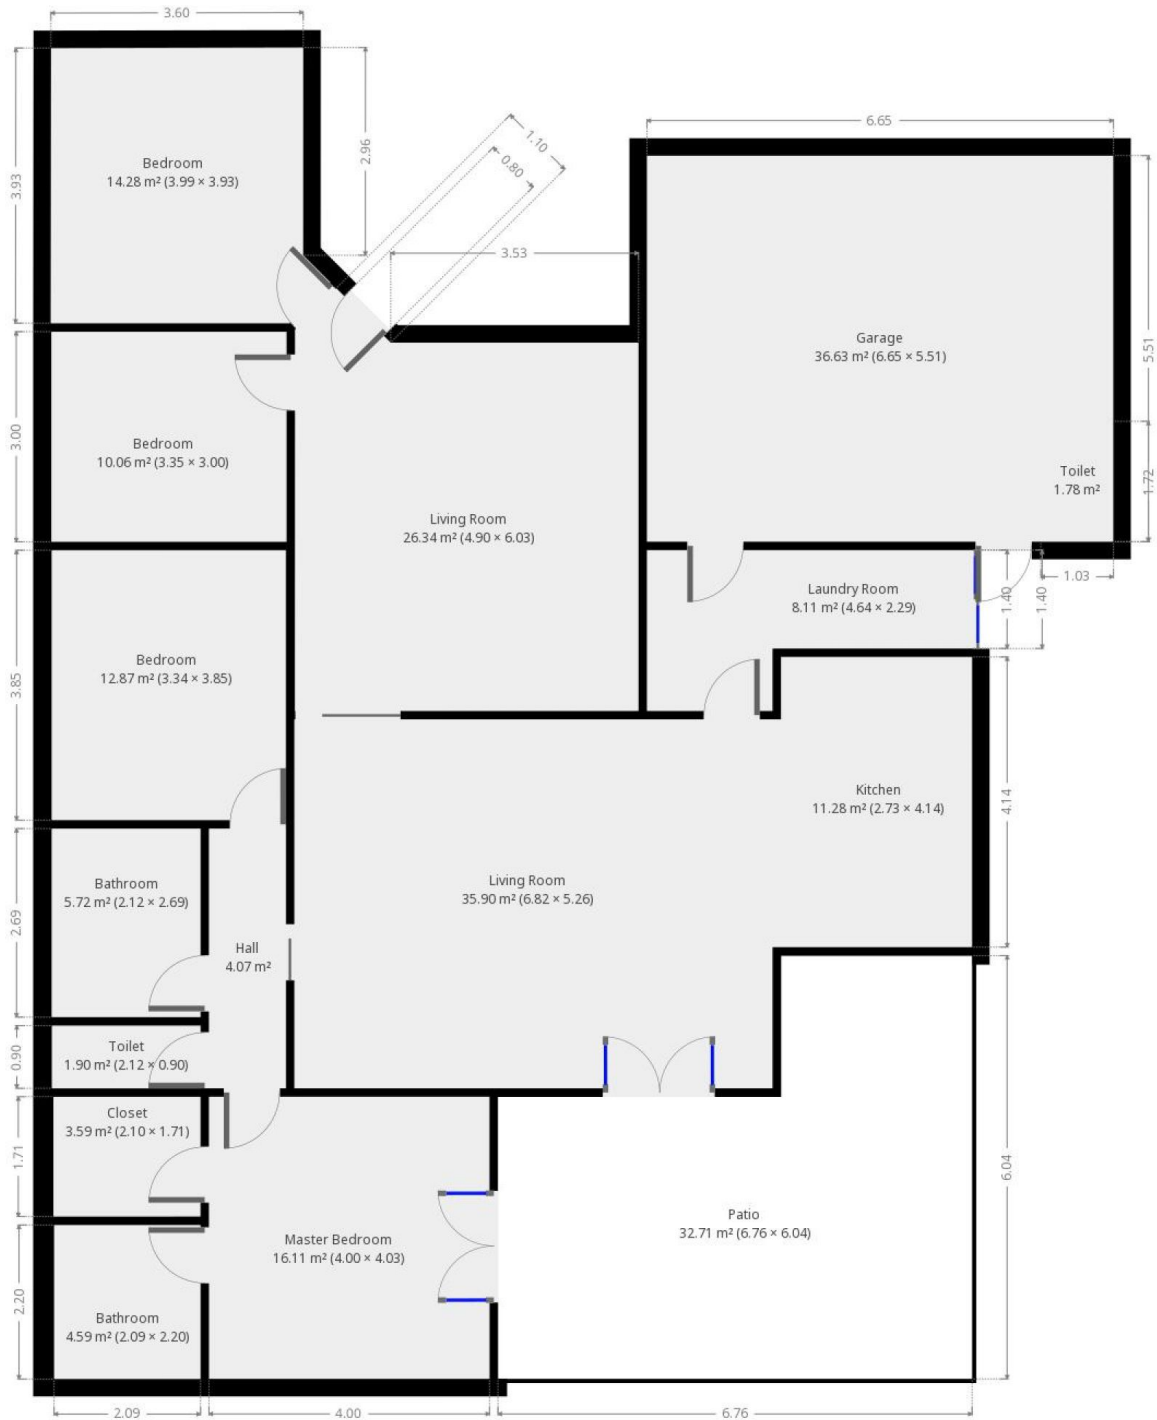 3.60
1.10
0.80
6.65
2.96
3.93
Bedroom
14.28 m² (3.99 × 3.93)
3.53
Garage
36.63 m² (6.65 × 5.51)
5.51
3.00
Bedroom
10.06 m² (3.35 × 3.00)
Toilet
1.78 m²
1.72
Living Room
26.34 m² (4.90 × 6.03)
Laundry Room
8.11 m² (4.64 × 2.29)
1.03
1.40
1.40
Bedroom
12.87 m² (3.34 × 3.85)
3.85
Kitchen
11.28 m² (2.73 × 4.14)
4.14
Bathroom
5.72 m² (2.12 × 2.69)
Living Room
35.90 m² (6.82 × 5.26)
2.69
Hall
4.07 m²
Toilet
1.90 m² (2.12 × 0.90)
0.90
Closet
3.59 m² (2.10 × 1.71)
1.71
6.04
Patio
32.71 m² (6.76 × 6.04)
Master Bedroom
16.11 m² (4.00 × 4.03)
2.20
Bathroom
4.59 m² (2.09 × 2.20)
2.09
4.00
6.76